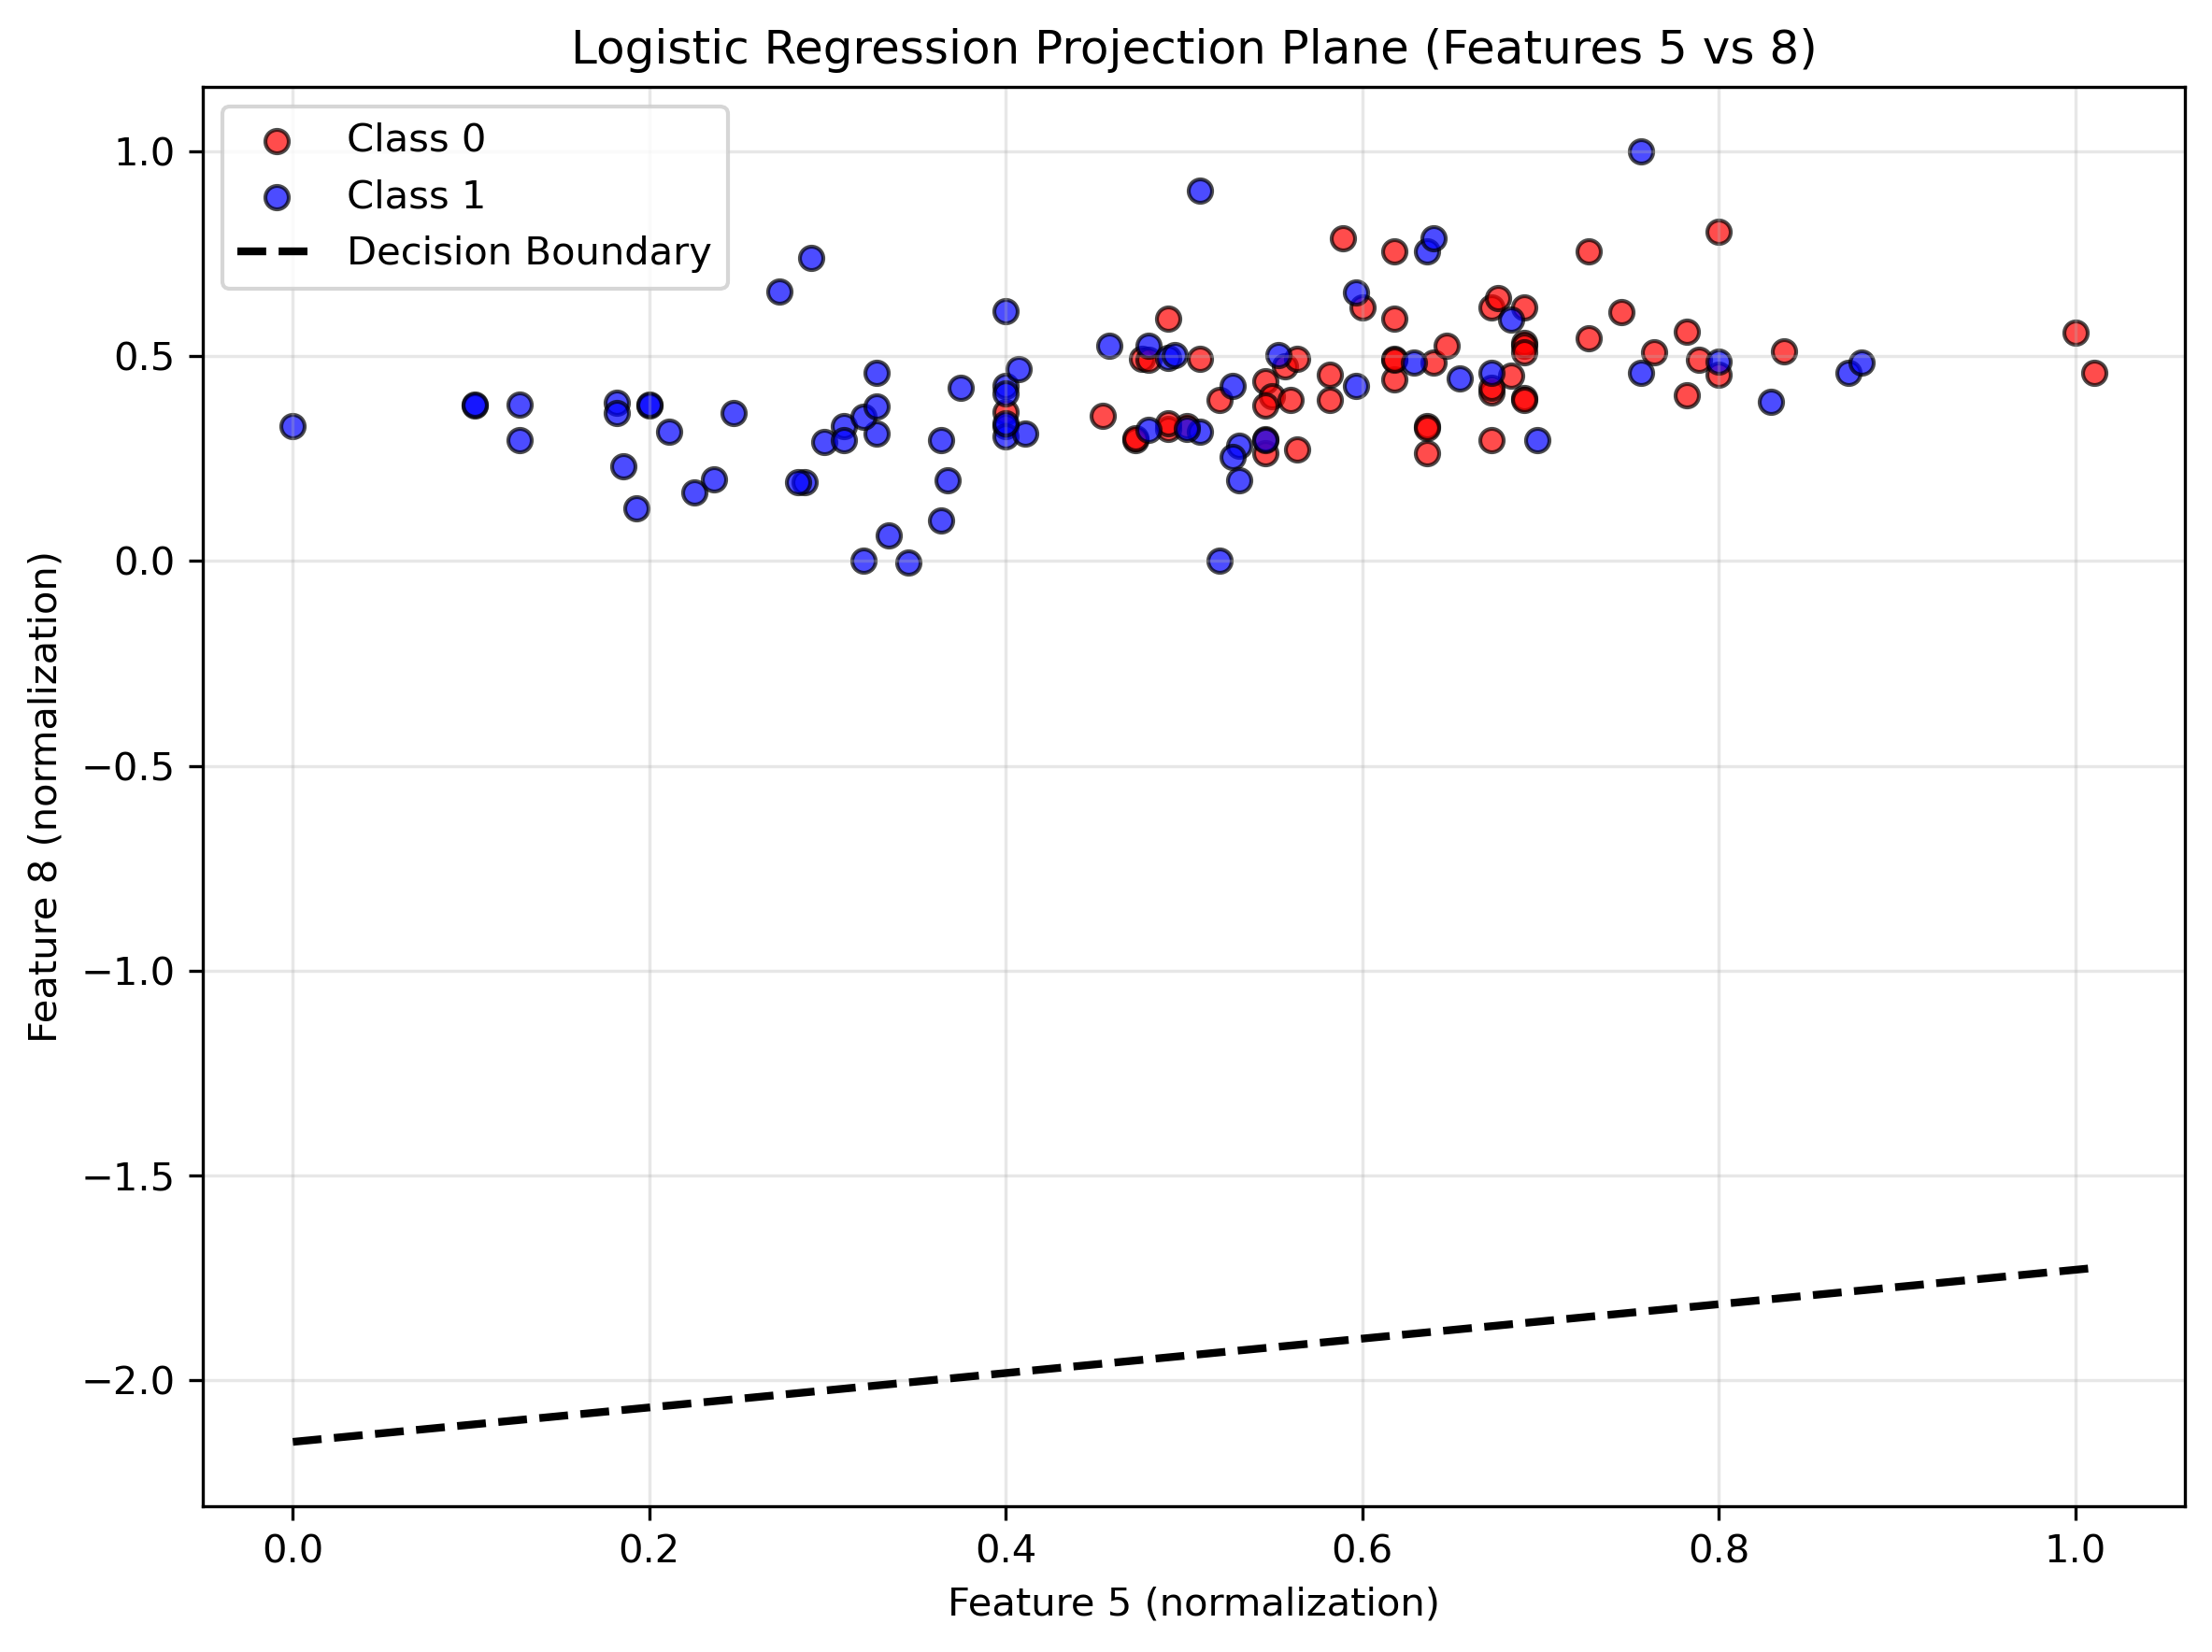 Logistic Regression Projection Plane (Features 5 vs 8)
Class 0
Class 1
Decision Boundary
1.0
0.5
0.0
−0.5
−1.0
−1.5
−2.0
Feature 8 (normalization)
0.0 0.2 0.4 0.6 0.8 1.0
Feature 5 (normalization)